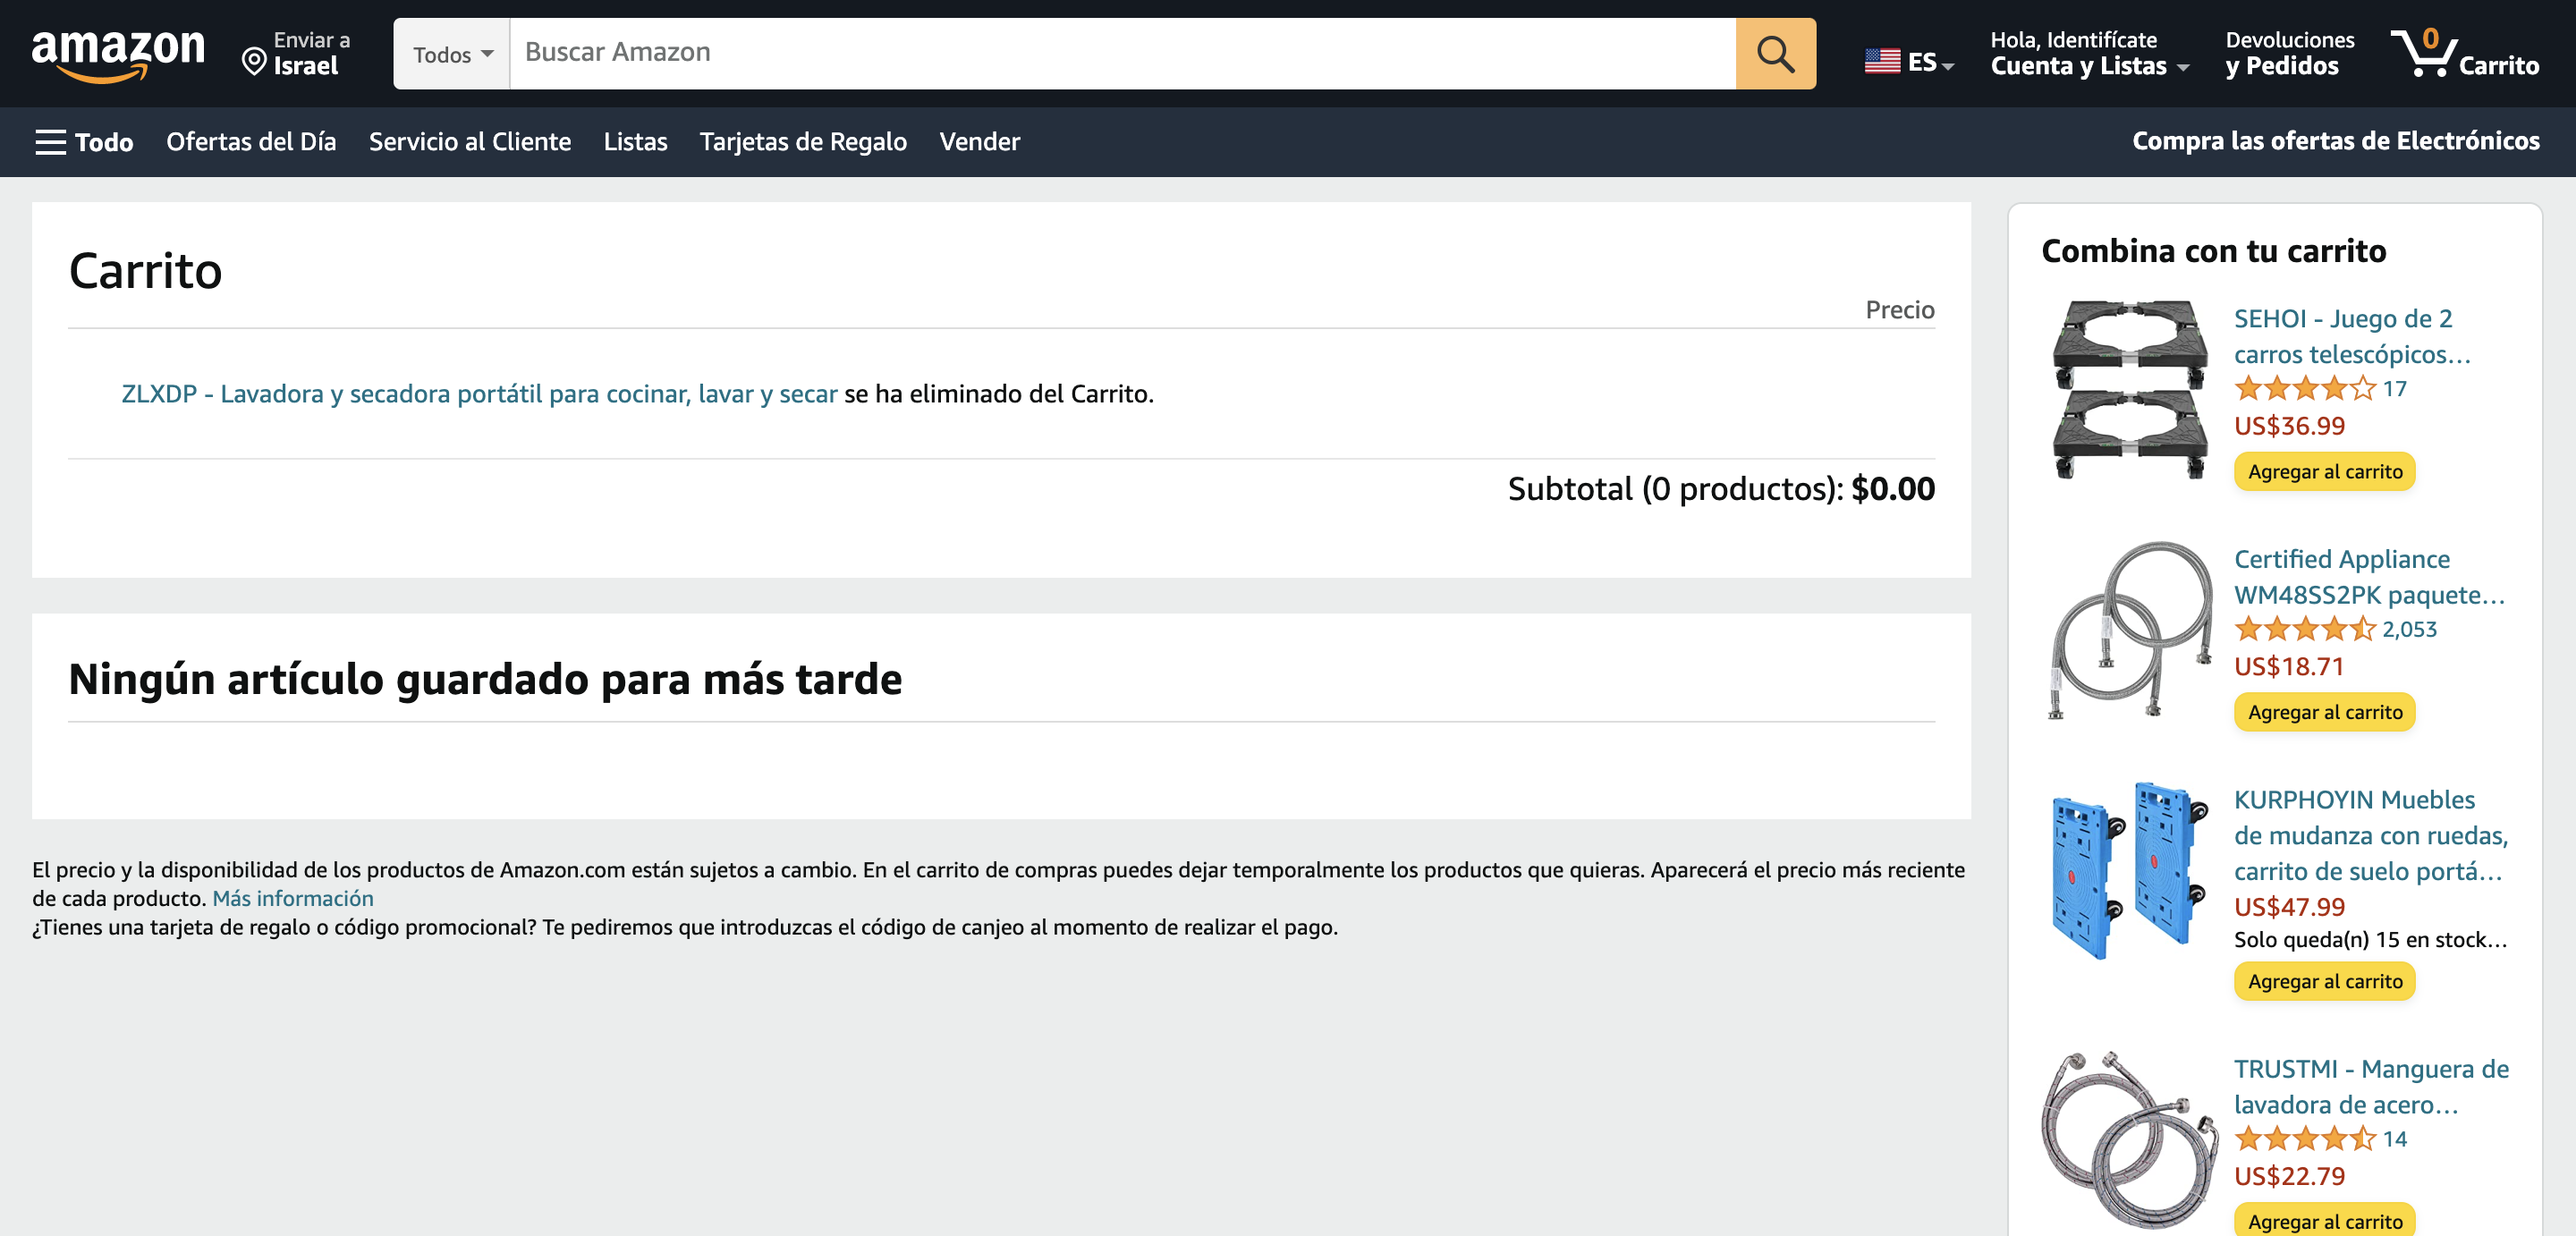 amazon
Enviar a
Israel
Todos
Buscar Amazon
ES
Hola, Identifícate
Cuenta y Listas
Devoluciones
y Pedidos
0
Carrito
Todo
Ofertas del Día
Servicio al Cliente
Listas
Tarjetas de Regalo
Vender
Compra las ofertas de Electrónicos
Carrito
Precio
ZLXDP - Lavadora y secadora portátil para cocinar, lavar y secar se ha eliminado del Carrito.
Subtotal (0 productos): $0.00
Ningún artículo guardado para más tarde
El precio y la disponibilidad de los productos de Amazon.com están sujetos a cambio. En el carrito de compras puedes dejar temporalmente los productos que quieras. Aparecerá el precio más reciente
de cada producto. Más información
¿Tienes una tarjeta de regalo o código promocional? Te pediremos que introduzcas el código de canjeo al momento de realizar el pago.
Combina con tu carrito
SEHOI - Juego de 2
carros telescópicos...
17
US$36.99
Agregar al carrito
Certified Appliance
WM48SS2PK paquete...
2,053
US$18.71
Agregar al carrito
KURPHOYIN Muebles
de mudanza con ruedas,
carrito de suelo portá...
US$47.99
Solo queda(n) 15 en stock...
Agregar al carrito
TRUSTMI - Manguera de
lavadora de acero...
14
US$22.79
Agregar al carrito